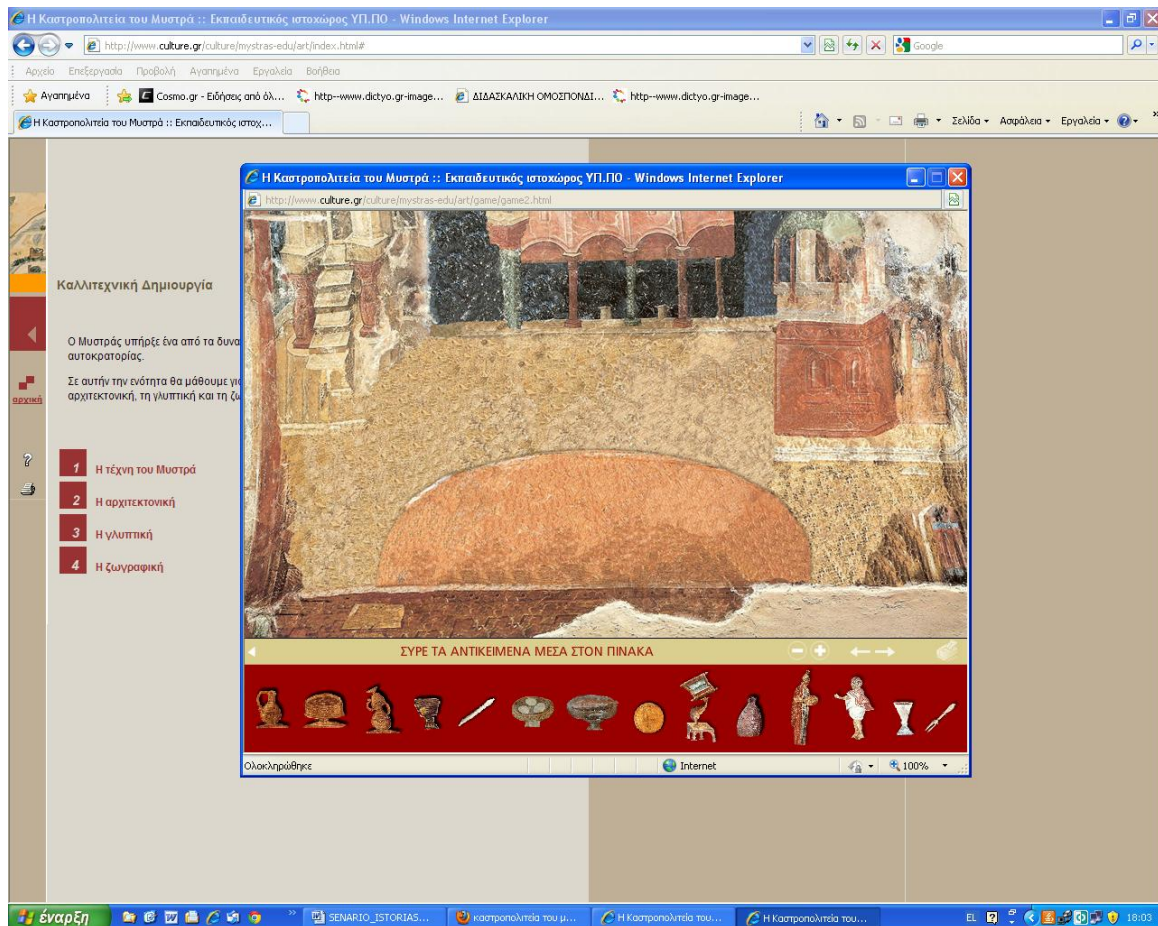 Η Καστροπολιτεία του Μυστρά :: Εκπαιδευτικός ιστοχώρος ΥΠ.ΠΟ - Windows Internet Explorer
http://www.culture.gr/culture/mystras-edu/art/index.html#
Google
Αρχείο Επεξεργασία Προβολή Αγαπημένα Εργαλεία Βοήθεια
Αγαπημένα Cosmo.gr - Ειδήσεις από όλ... http--www.dictyo.gr-image... ΔΙΔΑΣΚΑΛΙΚΗ ΟΜΟΣΠΟΝΔΙ... http--www.dictyo.gr-image...
Η Καστροπολιτεία του Μυστρά :: Εκπαιδευτικός ιστοχ...
Σελίδα Ασφάλεια Εργαλεία
Η Καστροπολιτεία του Μυστρά :: Εκπαιδευτικός ιστοχώρος ΥΠ.ΠΟ - Windows Internet Explorer
http://www.culture.gr/culture/mystras-edu/art/game/game2.html
Καλλιτεχνική Δημιουργία
Ο Μυστράς υπήρξε ένα από τα δυνα
αυτοκρατορίας.
Σε αυτήν την ενότητα θα μάθουμε για
αρχιτεκτονική, τη γλυπτική και τη ζω
αρχική
?
1 Η τέχνη του Μυστρά
2 Η αρχιτεκτονική
3 Η γλυπτική
4 Η ζωγραφική
ΣΥΡΕ ΤΑ ΑΝΤΙΚΕΙΜΕΝΑ ΜΕΣΑ ΣΤΟΝ ΠΙΝΑΚΑ
Ολοκληρώθηκε
Internet
100%
έναρξη
SENARIO_ISTORIAS...
καστροπολιτεία του μ...
Η Καστροπολιτεία του...
Η Καστροπολιτεία του...
EL
18:03